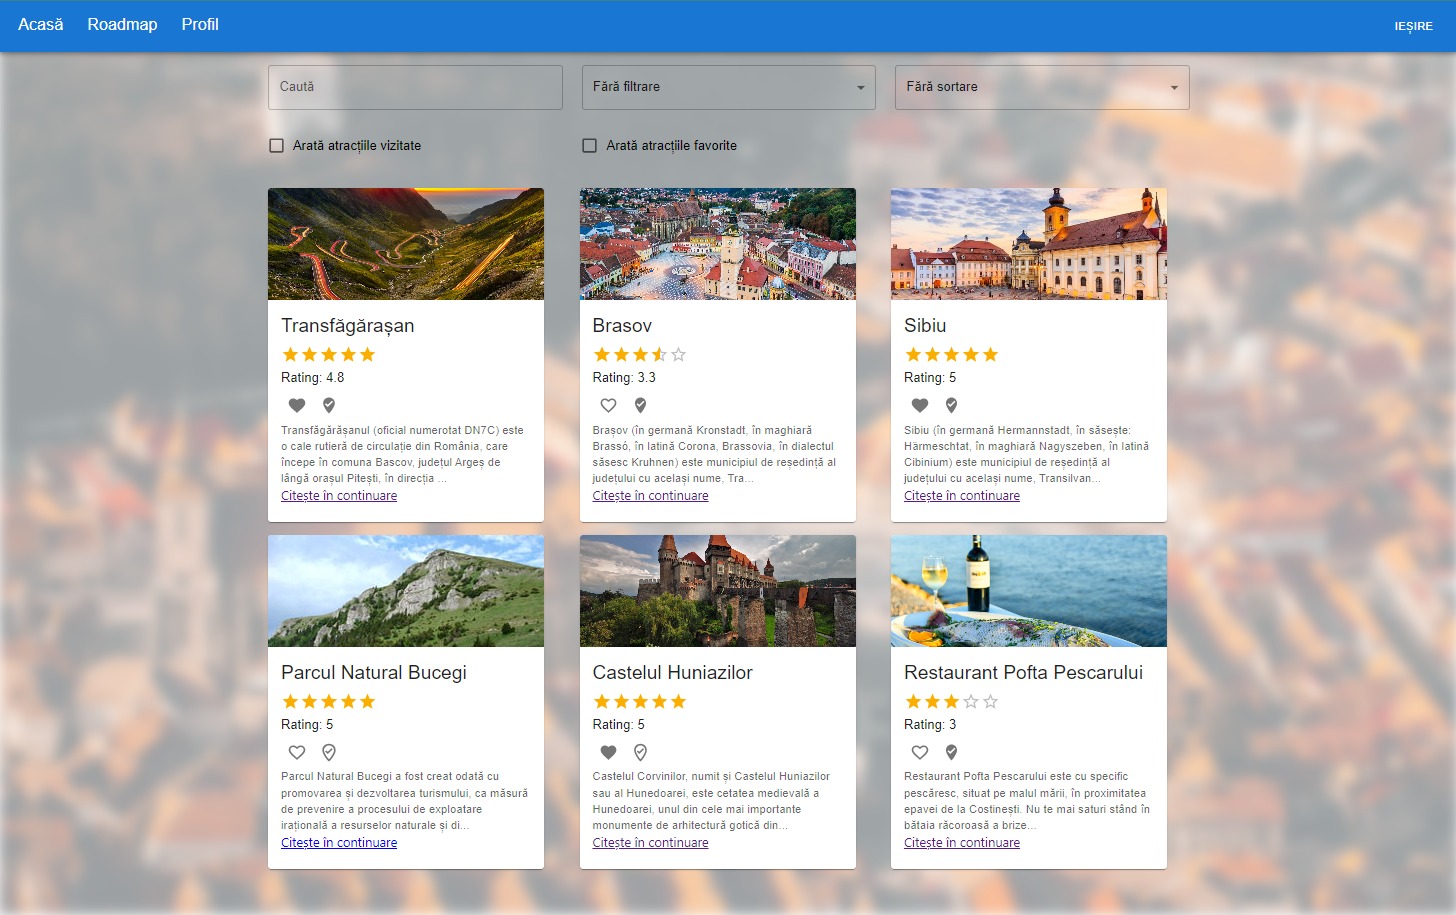 Acasă Roadmap Profil IEȘIRE
Caută Fără filtrare Fără sortare
Arată atracțiile vizitate Arată atracțiile favorite
Transfăgărașan
Rating: 4.8
Transfăgărășanul (oficial numerotat DN7C) este
o cale rutieră de circulație din România, care
începe în comuna Bascov, județul Argeș de
lângă orașul Pitești, în direcția ...
Citește în continuare
Brasov
Rating: 3.3
Brașov (în germană Kronstadt, în maghiară
Brassó, în latină Corona, Brassovia, în dialectul
săsesc Kruhnen) este municipiul de reședință al
județului cu același nume, Tra...
Citește în continuare
Sibiu
Rating: 5
Sibiu (în germană Hermannstadt, în săsește:
Härmeschtat, în maghiară Nagyszeben, în latină
Cibinium) este municipiul de reședință al
județului cu același nume, Transilvan...
Citește în continuare
Parcul Natural Bucegi
Rating: 5
Parcul Natural Bucegi a fost creat odată cu
promovarea și dezvoltarea turismului, ca măsură
de prevenire a procesului de exploatare
irațională a resurselor naturale și di...
Citește în continuare
Castelul Huniazilor
Rating: 5
Castelul Corvinilor, numit și Castelul Huniazilor
sau al Hunedoarei, este cetatea medievală a
Hunedoarei, unul din cele mai importante
monumente de arhitectură gotică din...
Citește în continuare
Restaurant Pofta Pescarului
Rating: 3
Restaurant Pofta Pescarului este cu specific
pescăresc, situat pe malul mării, în proximitatea
epavei de la Costinești. Nu te mai saturi stând în
bătaia răcoroasă a brize...
Citește în continuare